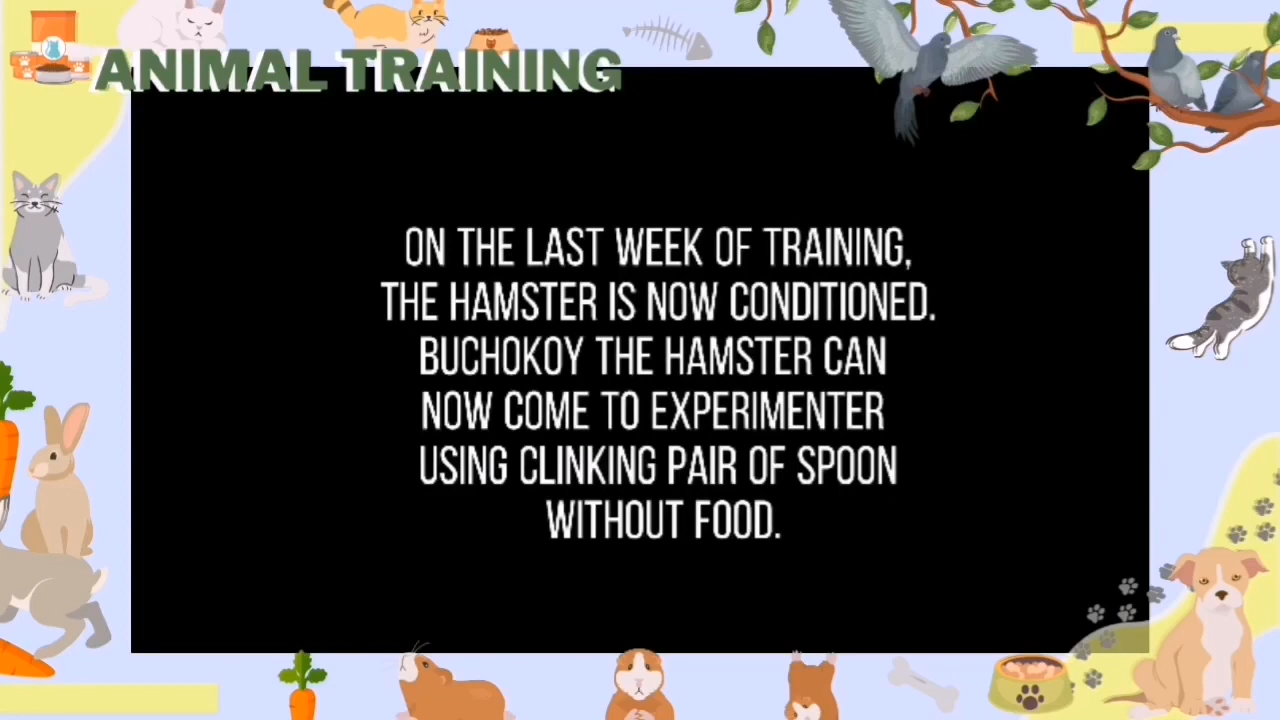 ANIMAL TRAINING
ON THE LAST WEEK OF TRAINING,
THE HAMSTER IS NOW CONDITIONED.
BUCHOKOY THE HAMSTER CAN
NOW COME TO EXPERIMENTER
USING CLINKING PAIR OF SPOON
WITHOUT FOOD.